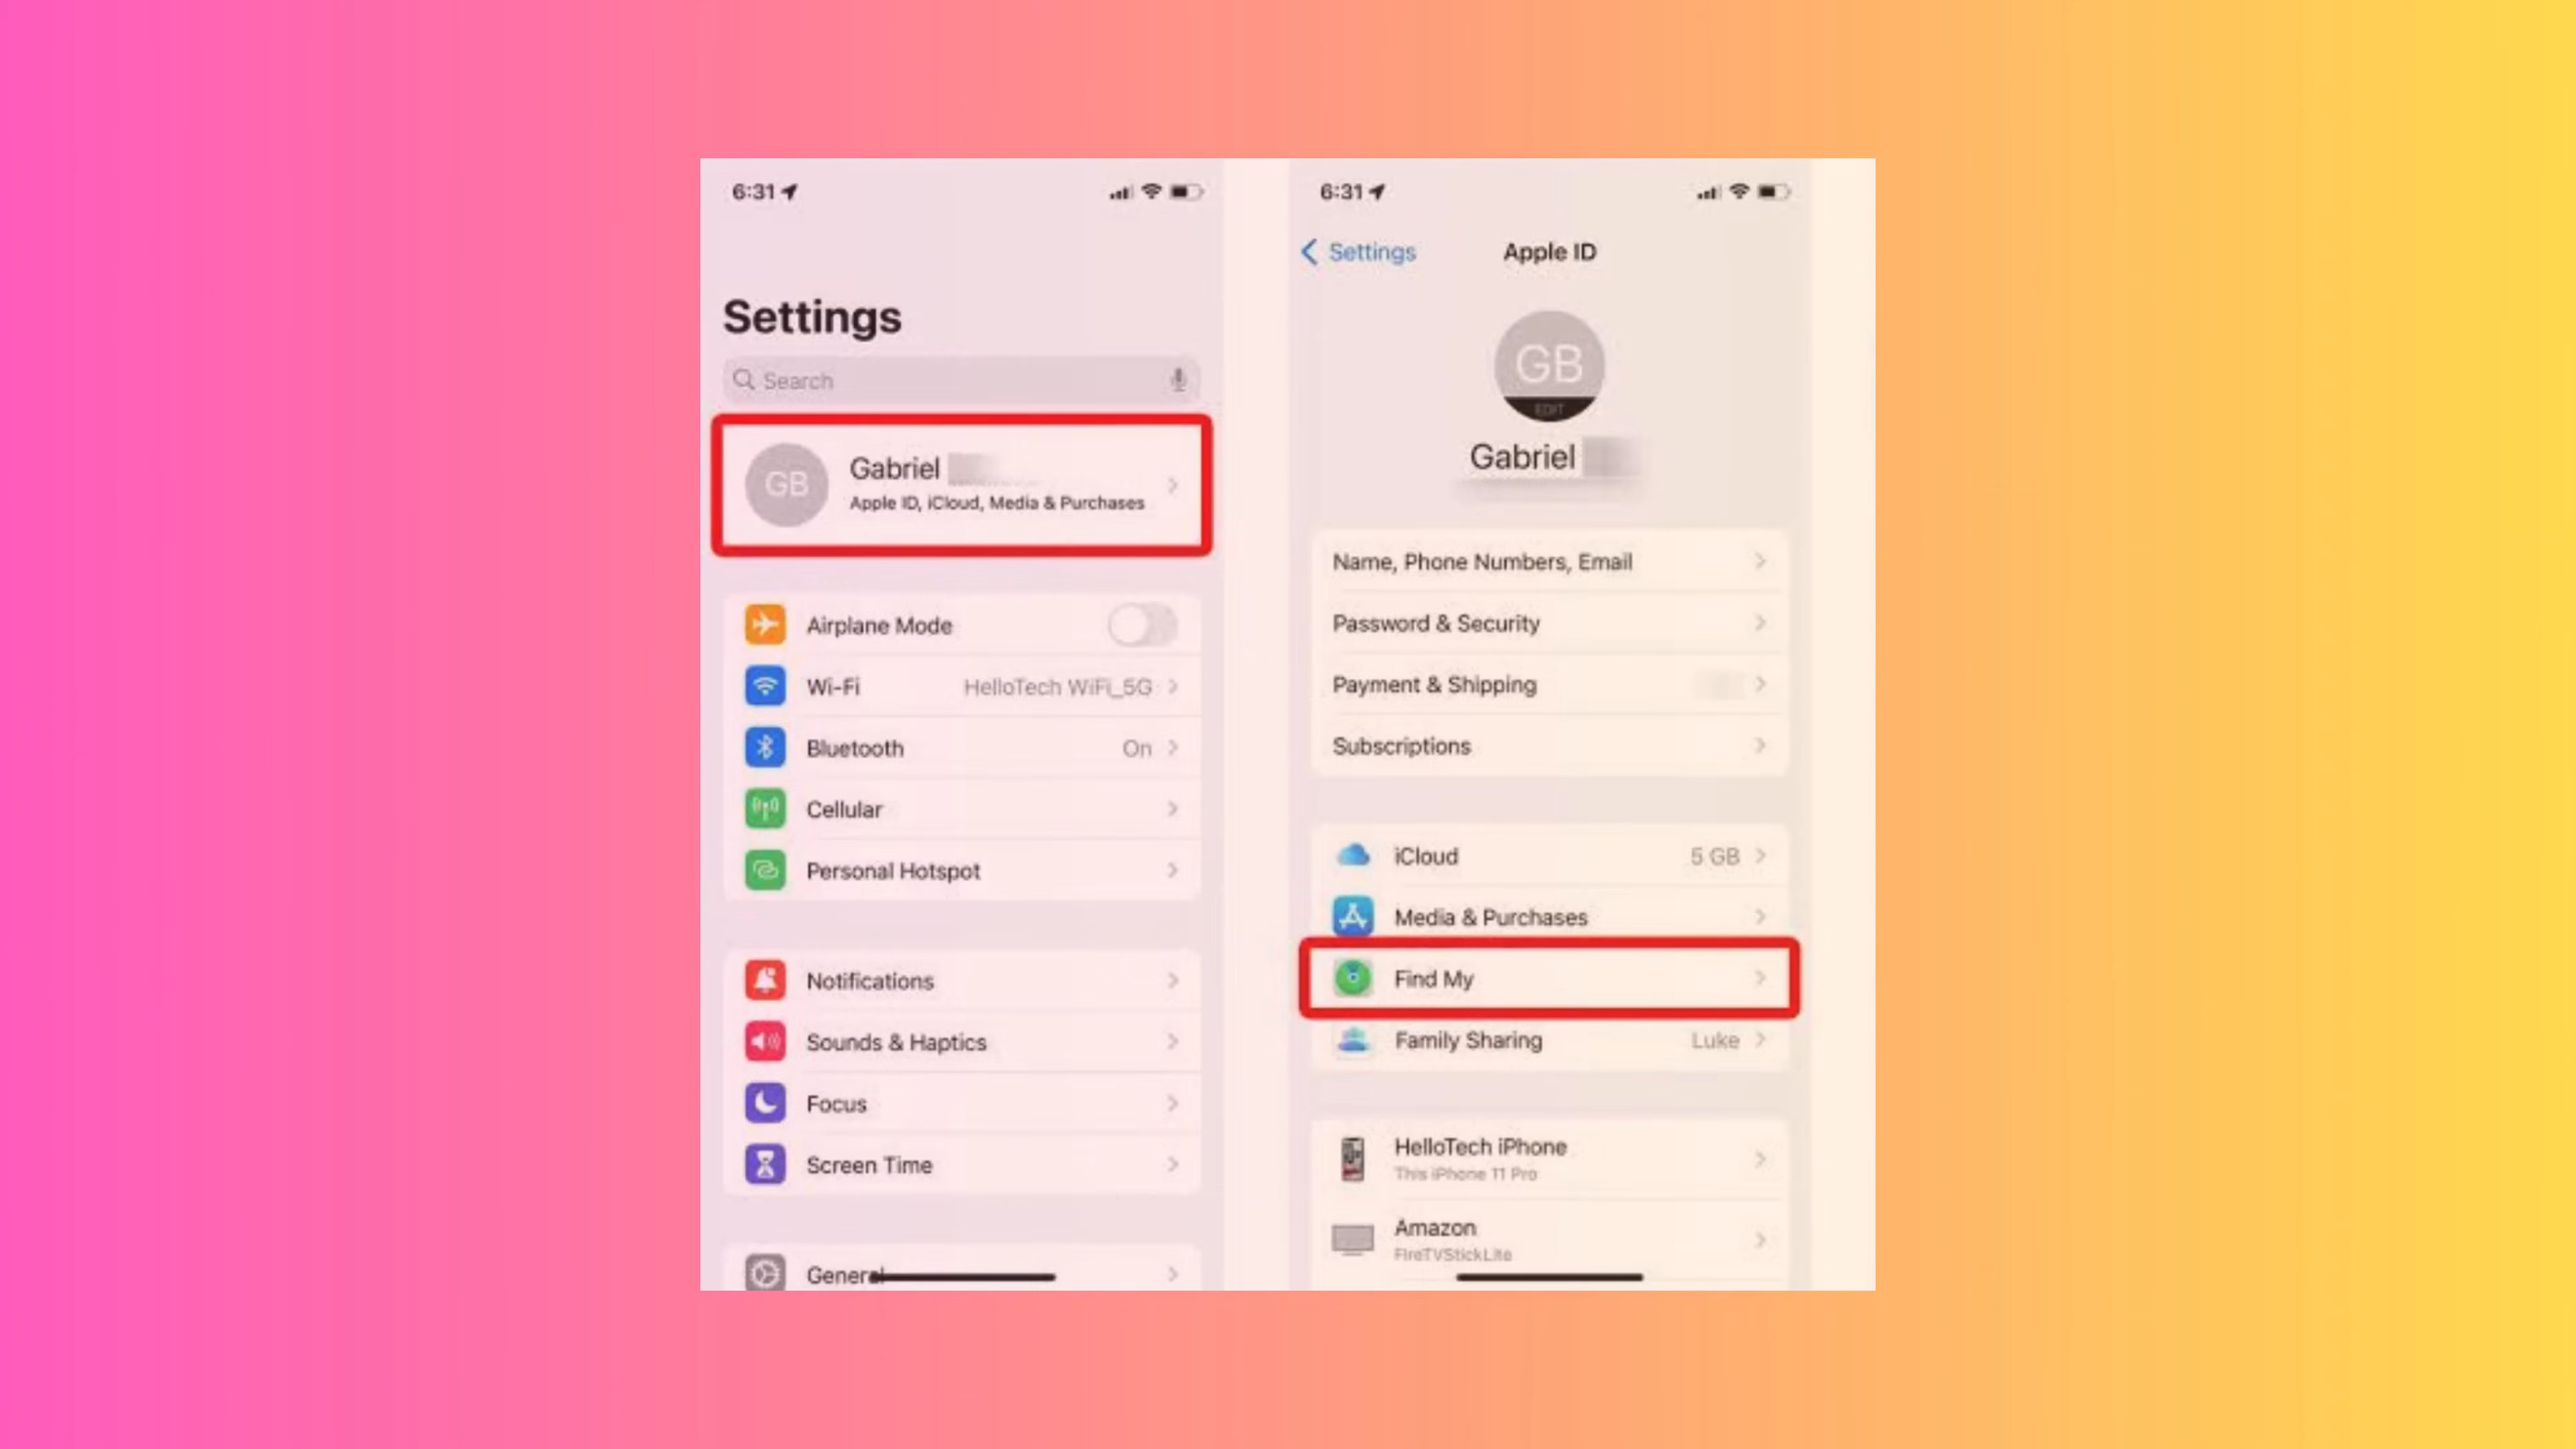 6:31
Settings
Search
GB
Gabriel
Apple ID, iCloud, Media & Purchases
Airplane Mode
Wi-Fi HelloTech WiFi_5G
Bluetooth On
Cellular
Personal Hotspot
Notifications
Sounds & Haptics
Focus
Screen Time
General
6:31
Settings Apple ID
GB
EDIT
Gabriel
Name, Phone Numbers, Email
Password & Security
Payment & Shipping
Subscriptions
iCloud 5 GB
Media & Purchases
Find My
Family Sharing Luke
HelloTech iPhone
This iPhone 11 Pro
Amazon
FireTVStickLite